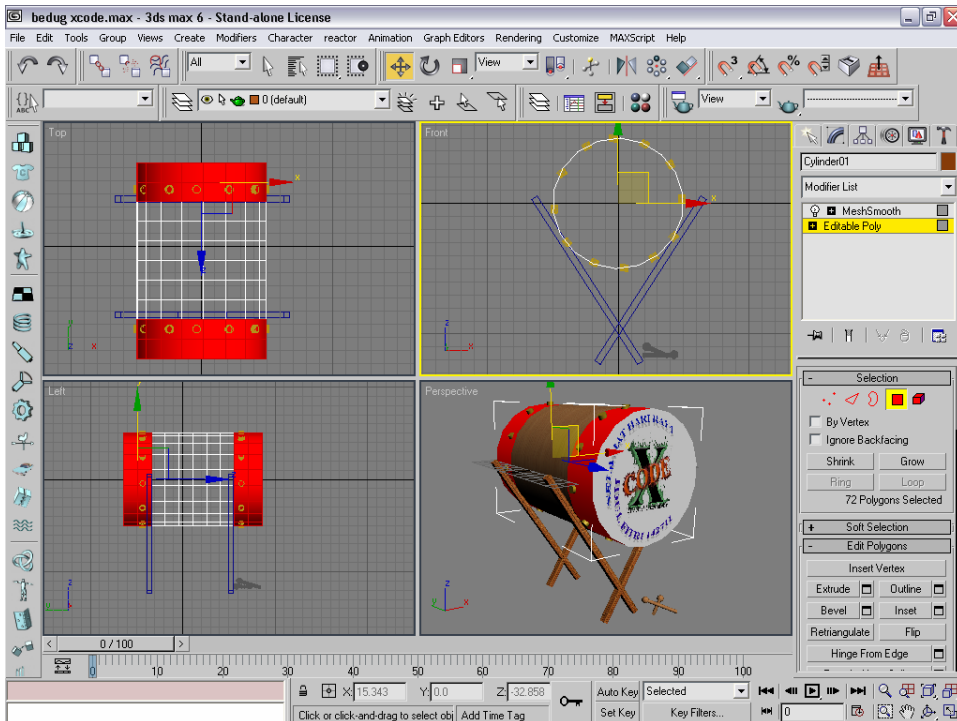 bedug xcode.max - 3ds max 6 - Stand-alone License
File Edit Tools Group Views Create Modifiers Character reactor Animation Graph Editors Rendering Customize MAXScript Help
All View
0 (default) View
Top
Front
Left
Perspective
x
x
z
x
z
x
y
z
y
z
x
y
HARI RAYA
X
CODE
Cylinder01
Modifier List
MeshSmooth
Editable Poly
- Selection
By Vertex
Ignore Backfacing
Shrink Grow
Ring Loop
72 Polygons Selected
+ Soft Selection
- Edit Polygons
Insert Vertex
Extrude Outline
Bevel Inset
Retriangulate Flip
Hinge From Edge
< 0 / 100 >
0 10 20 30 40 50 60 70 80 90 100
X: 15.343 Y: 0.0 Z: -32.858
Auto Key Selected
Click or click-and-drag to select obj Add Time Tag
Set Key Key Filters... 0